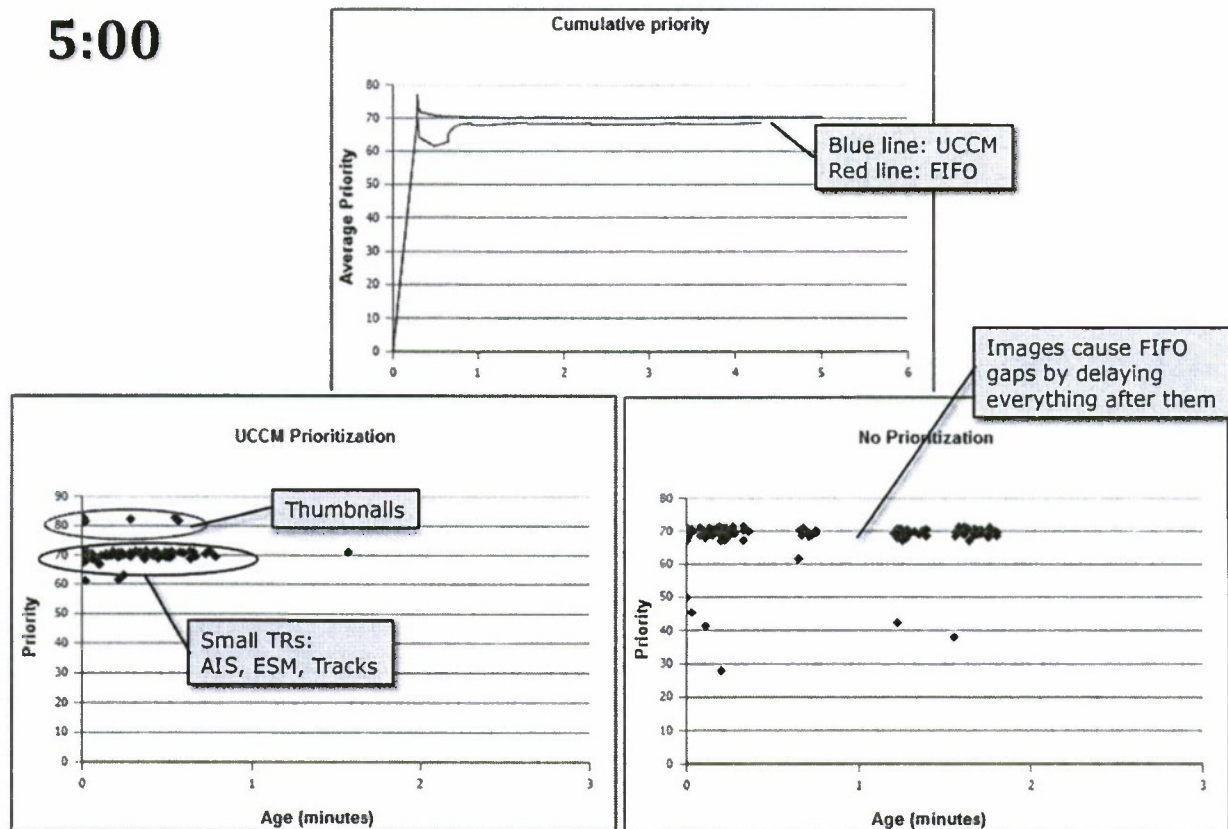 5:00
Cumulative priority
Average Priority
80
70
60
50
40
30
20
10
0
0 1 2 3 4 5 6
Blue line: UCCM
Red line: FIFO
Images cause FIFO
gaps by delaying
everything after them
UCCM Prioritization
Priority
90
80
70
60
50
40
30
20
10
0
0 1 2 3
Age (minutes)
Thumbnalls
Small TRs:
AIS, ESM, Tracks
No Prioritization
Priority
80
70
60
50
40
30
20
10
0
0 1 2 3
Age (minutes)